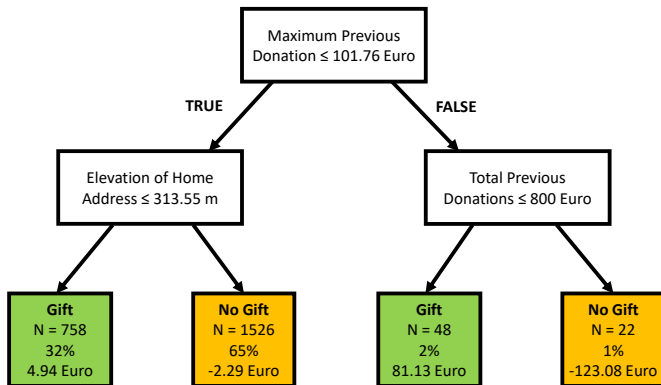 Maximum Previous
Donation ≤ 101.76 Euro
TRUE
FALSE
Elevation of Home
Address ≤ 313.55 m
Total Previous
Donations ≤ 800 Euro
Gift
N = 758
32%
4.94 Euro
No Gift
N = 1526
65%
-2.29 Euro
Gift
N = 48
2%
81.13 Euro
No Gift
N = 22
1%
-123.08 Euro